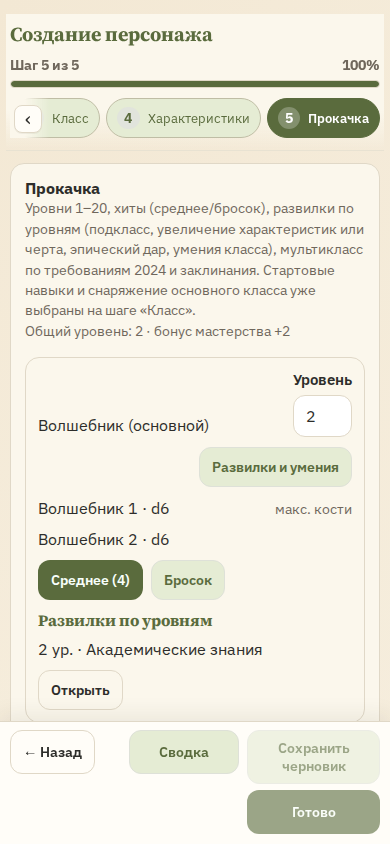 Создание персонажа
Шаг 5 из 5 100%
‹ Класс 4 Характеристики 5 Прокачка
Прокачка
Уровни 1–20, хиты (среднее/бросок), развилки по
уровням (подкласс, увеличение характеристик или
черта, эпический дар, умения класса), мультикласс
по требованиям 2024 и заклинания. Стартовые
навыки и снаряжение основного класса уже
выбраны на шаге «Класс».
Общий уровень: 2 · бонус мастерства +2
Уровень
Волшебник (основной) 2
Развилки и умения
Волшебник 1 · d6 макс. кости
Волшебник 2 · d6
Среднее (4) Бросок
Развилки по уровням
2 ур. · Академические знания
Открыть
← Назад Сводка Сохранить
черновик
Готово